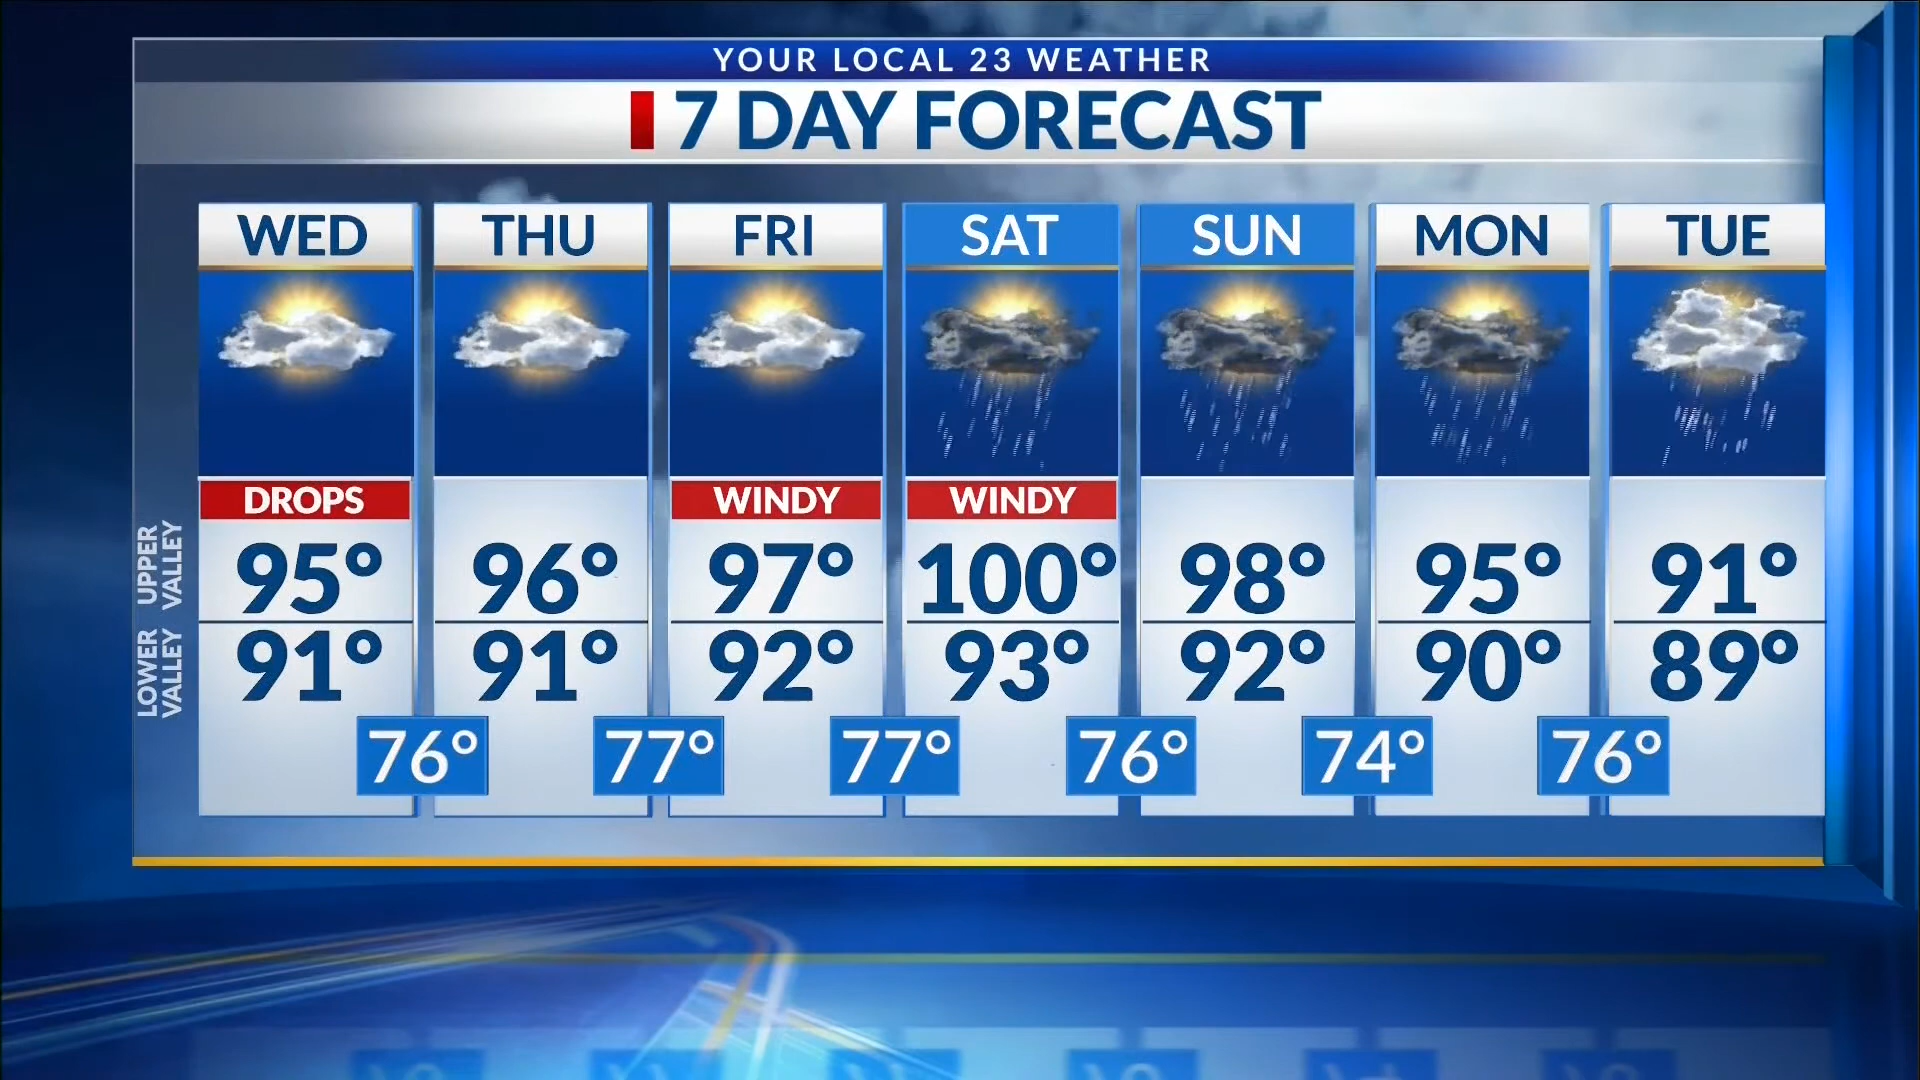 YOUR LOCAL 23 WEATHER
7 DAY FORECAST
WED THU FRI SAT SUN MON TUE
DROPS WINDY WINDY
UPPER VALLEY
95° 96° 97° 100° 98° 95° 91°
LOWER VALLEY
91° 91° 92° 93° 92° 90° 89°
76° 77° 77° 76° 74° 76°